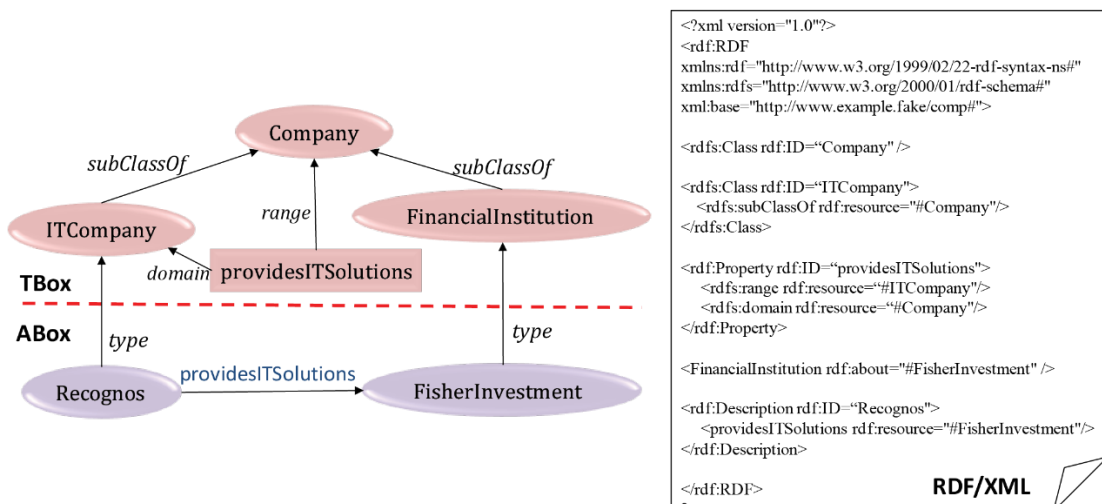 Company
subClassOf
subClassOf
range
ITCompany
FinancialInstitution
domain
providesITSolutions
TBox
ABox
type
type
Recognos
providesITSolutions
FisherInvestment
<?xml version="1.0"?>
<rdf:RDF
xmlns:rdf="http://www.w3.org/1999/02/22-rdf-syntax-ns#"
xmlns:rdfs="http://www.w3.org/2000/01/rdf-schema#"
xml:base="http://www.example.fake/comp#">
<rdfs:Class rdf:ID=“Company" />
<rdfs:Class rdf:ID=“ITCompany">
<rdfs:subClassOf rdf:resource="#Company"/>
</rdfs:Class>
<rdf:Property rdf:ID=“providesITSolutions">
<rdfs:range rdf:resource=“#ITCompany"/>
<rdfs:domain rdf:resource=“#Company"/>
</rdf:Property>
<FinancialInstitution rdf:about="#FisherInvestment" />
<rdf:Description rdf:ID=“Recognos">
<providesITSolutions rdf:resource="#FisherInvestment"/>
</rdf:Description>
</rdf:RDF>
RDF/XML